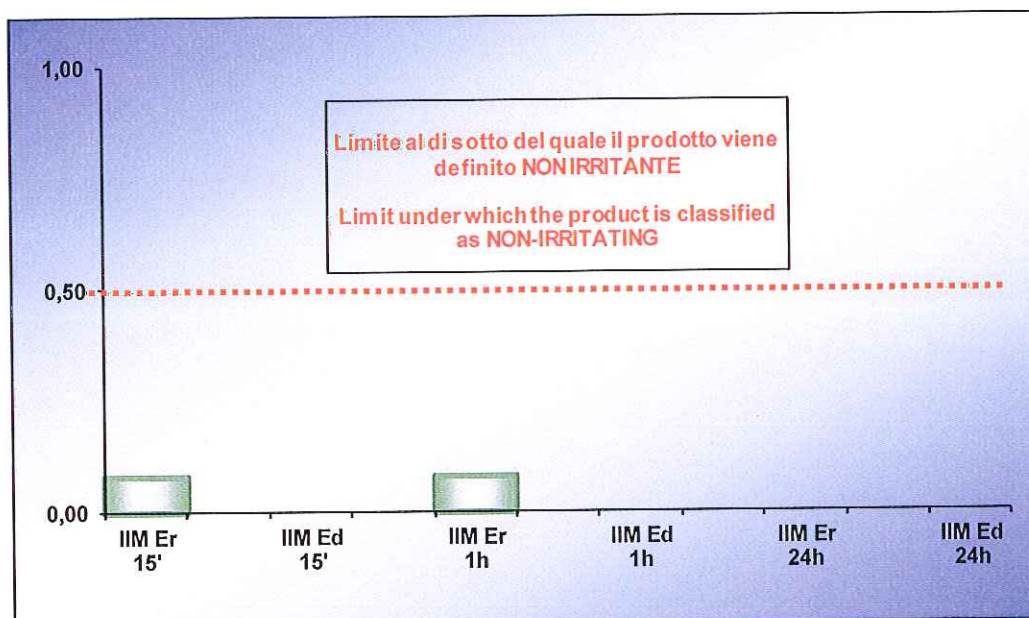 1,00
Limite al di sotto del quale il prodotto viene
definito NON IRRITANTE
Limit under which the product is classified
as NON-IRRITATING
0,50
0,00
IIM Er
15'
IIM Ed
15'
IIM Er
1h
IIM Ed
1h
IIM Er
24h
IIM Ed
24h